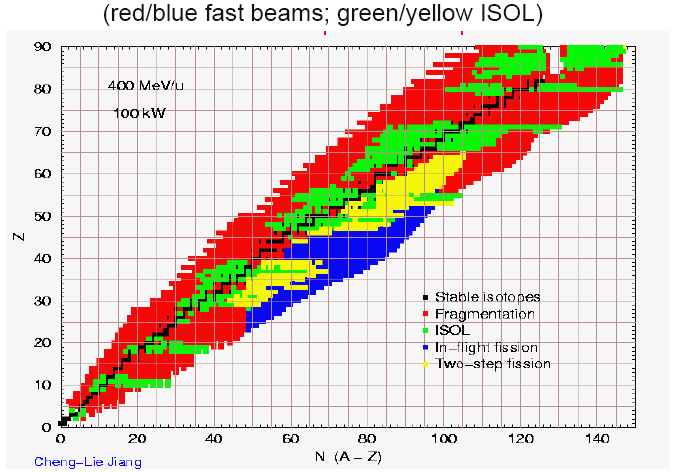 (red/blue fast beams; green/yellow ISOL)
90
80
70
60
50
40
30
20
10
0
Z
400 MeV/u
100 kW
Stable isotopes
Fragmentation
ISOL
In-flight fission
Two-step fission
0 20 40 60 80 100 120 140
N (A - Z)
Cheng-Lie Jiang